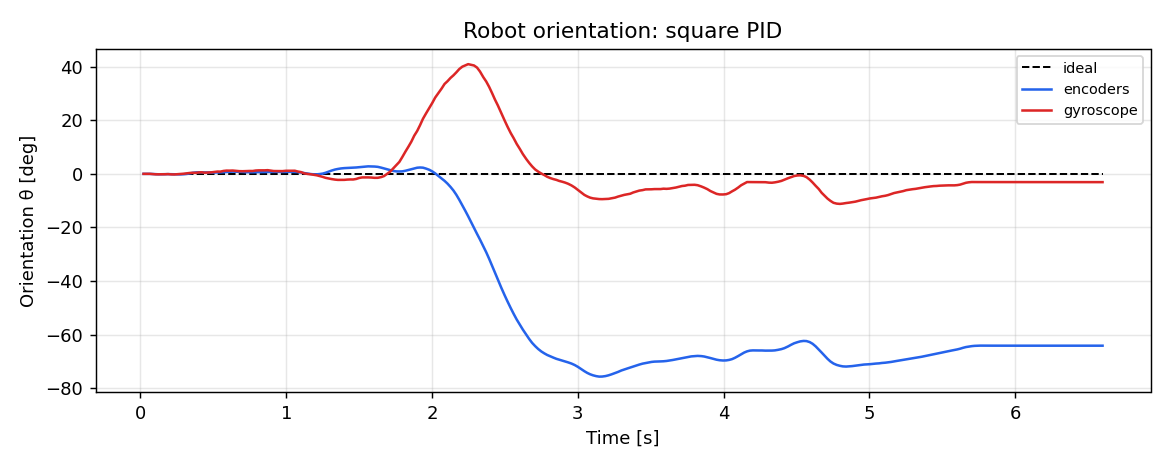 Robot orientation: square PID
ideal
encoders
gyroscope
Orientation θ [deg]
40
20
0
−20
−40
−60
−80
0 1 2 3 4 5 6
Time [s]